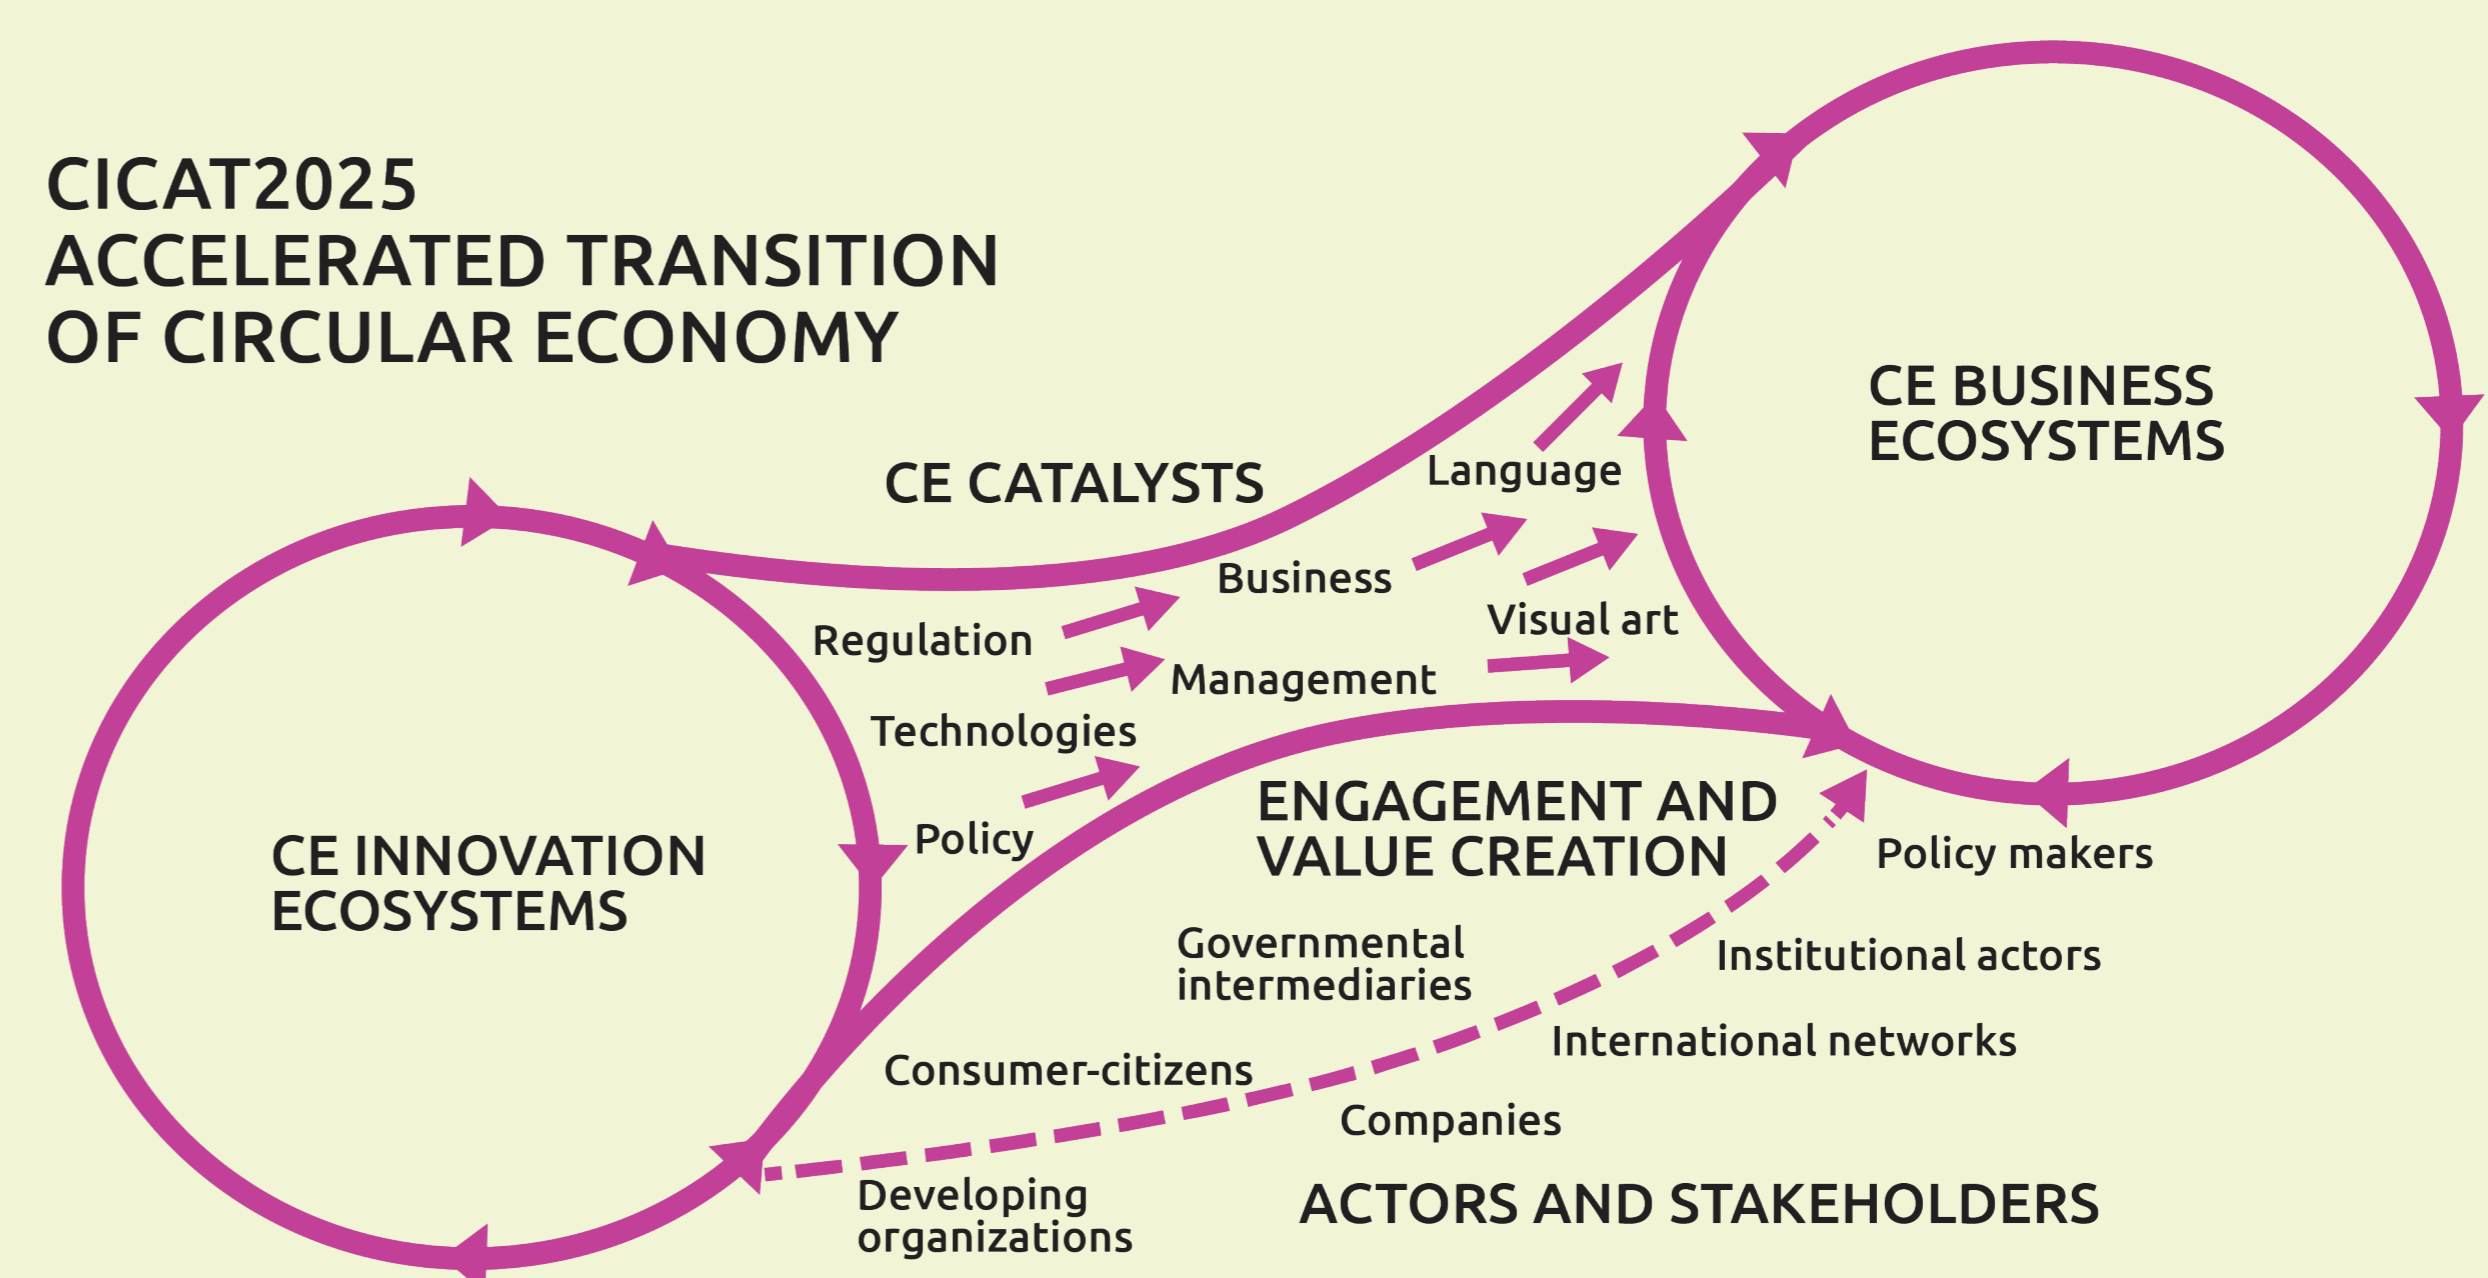 CICAT2025
ACCELERATED TRANSITION
OF CIRCULAR ECONOMY
CE BUSINESS
ECOSYSTEMS
CE CATALYSTS
Language
Business
Visual art
Regulation
Management
Technologies
Policy
CE INNOVATION
ECOSYSTEMS
ENGAGEMENT AND
VALUE CREATION
Policy makers
Governmental
intermediaries
Institutional actors
International networks
Consumer-citizens
Companies
Developing
organizations
ACTORS AND STAKEHOLDERS